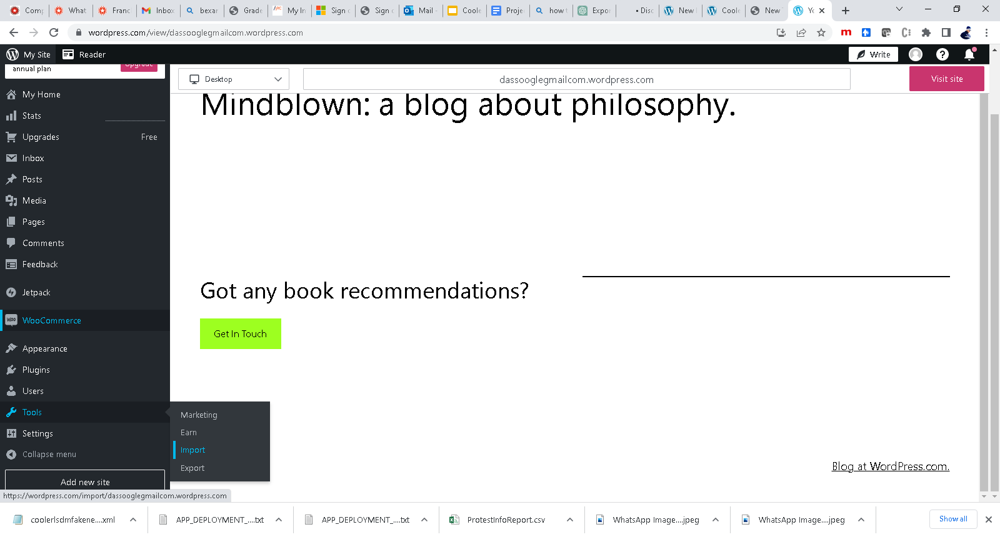 Comp
What
Franc
Inbox
bexar
Grade
My In
Sign
Sign
Mail
Coole
Proje
how t
Expor
• Disc
New
Coole
New
Yo
wordpress.com/view/dassooglegmailcom.wordpress.com
My Site
Reader
Write
annual plan
Upgrade
Desktop
dassooglegmailcom.wordpress.com
Visit site
My Home
Stats
Upgrades
Free
Inbox
Posts
Media
Pages
Comments
Feedback
Jetpack
WooCommerce
Appearance
Plugins
Users
Tools
Settings
Collapse menu
Add new site
Marketing
Earn
Import
Export
Mindblown: a blog about philosophy.
Got any book recommendations?
Get In Touch
Blog at WordPress.com.
https://wordpress.com/import/dassooglegmailcom.wordpress.com
coolerlsdmfakene....xml
APP_DEPLOYMENT_....txt
APP_DEPLOYMENT_....txt
ProtestInfoReport.csv
WhatsApp Image....jpeg
WhatsApp Image....jpeg
Show all